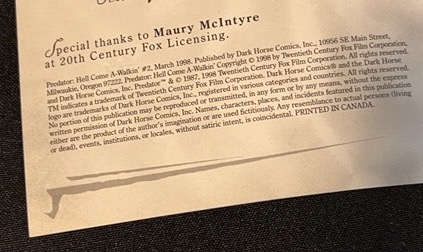 Special thanks to Maury McIntyre
at 20th Century Fox Licensing.
Predator: Hell Come A-Walkin' #2, March 1998. Published by Dark Horse Comics, Inc., 10956 SE Main Street,
Milwaukie, Oregon 97222. Predator: Hell Come A-Walkin' Copyright © 1998 by Twentieth Century Fox Film Corporation
and Dark Horse Comics, Inc. Predator™ & © 1987, 1998 Twentieth Century Fox Film Corporation. All rights reserved.
TM indicates a trademark of Twentieth Century Fox Film Corporation. Dark Horse Comics® and the Dark Horse
logo are trademarks of Dark Horse Comics, Inc., registered in various categories and countries. All rights reserved.
No portion of this publication may be reproduced or transmitted, in any form or by any means, without the express
written permission of Dark Horse Comics, Inc. Names, characters, places, and incidents featured in this publication
either are the product of the author's imagination or are used fictitiously. Any resemblance to actual persons (living
or dead), events, institutions, or locales, without satiric intent, is coincidental. PRINTED IN CANADA.